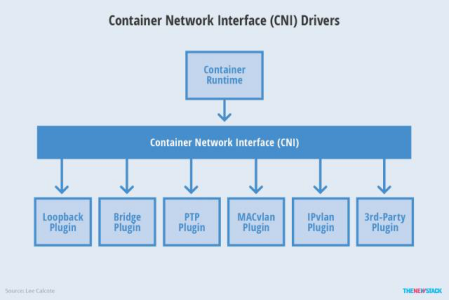 Container Network Interface (CNI) Drivers
Container
Runtime
Container Network Interface (CNI)
Loopback
Plugin
Bridge
Plugin
PTP
Plugin
MACvlan
Plugin
IPvlan
Plugin
3rd-Party
Plugin
Source: Lee Calcote
THENEWSTACK